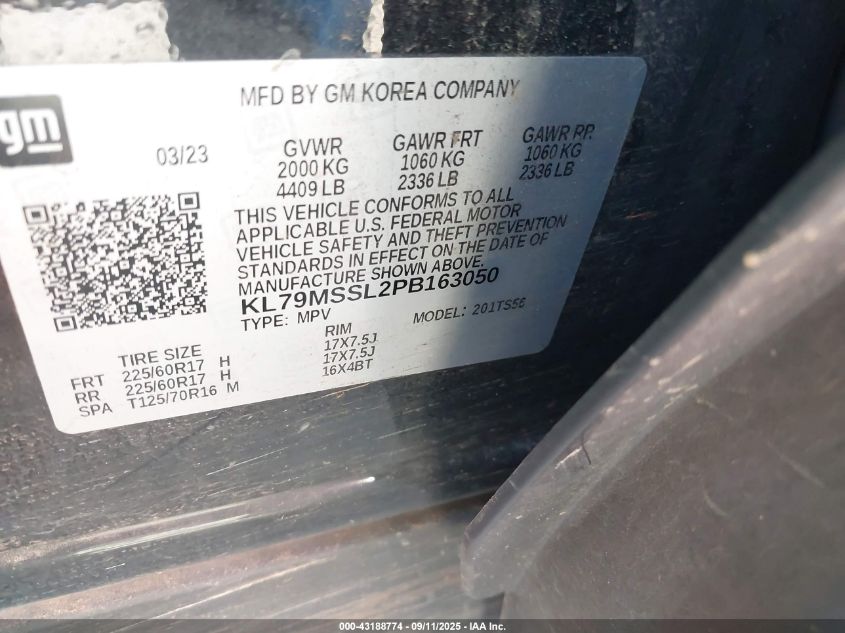 MFD BY GM KOREA COMPANY
gm
03/23
GVWR GAWR FRT GAWR RR.
2000 KG 1060 KG 1060 KG
4409 LB 2336 LB 2336 LB
THIS VEHICLE CONFORMS TO ALL
APPLICABLE U.S. FEDERAL MOTOR
VEHICLE SAFETY AND THEFT PREVENTION
STANDARDS IN EFFECT ON THE DATE OF
MANUFACTURE SHOWN ABOVE.
KL79MSSL2PB163050
TYPE: MPV MODEL: 201TS56
TIRE SIZE RIM
FRT 225/60R17 H 17X7.5J
RR 225/60R17 H 17X7.5J
SPA T125/70R16 M 16X4BT
000-43188774 - 09/11/2025 - IAA Inc.